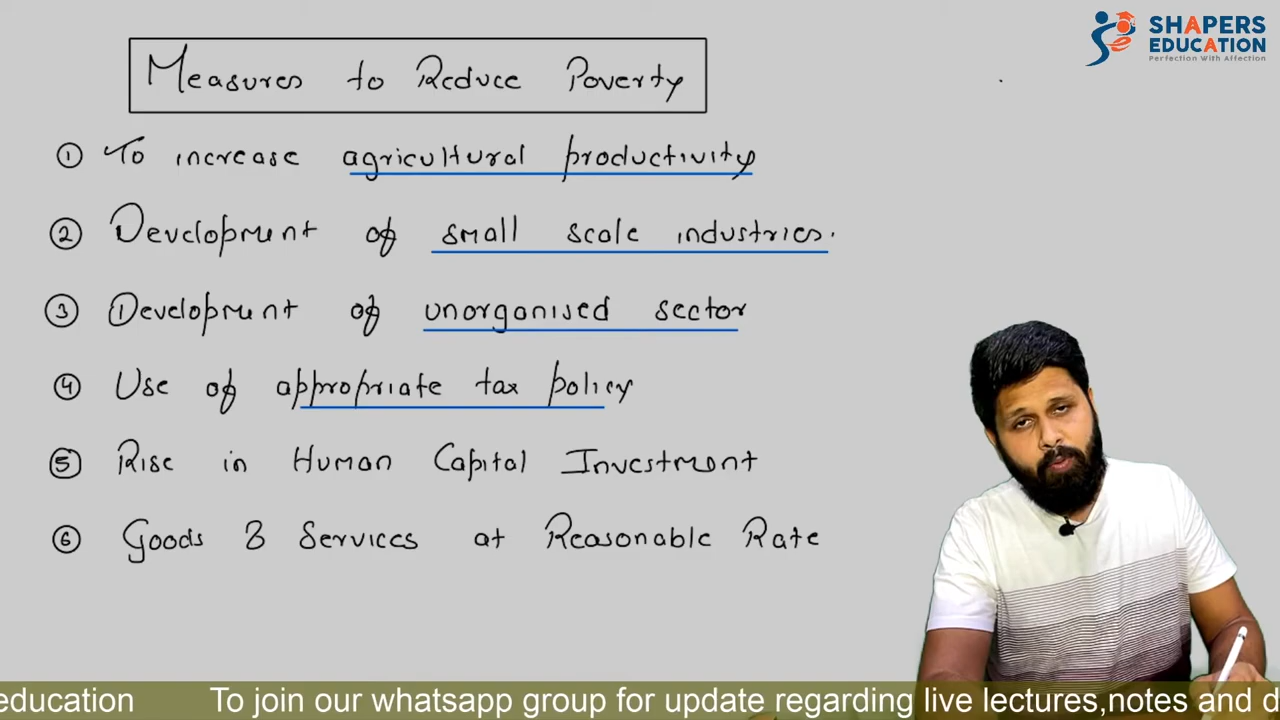 SHAPERS
EDUCATION
Perfection With Affection
Measures to Reduce Poverty
① To increase agricultural productivity
② Development of small scale industries.
③ Development of unorganised sector
④ Use of appropriate tax policy
⑤ Rise in Human Capital Investment
⑥ Goods & Services at Reasonable Rate
education To join our whatsapp group for update regarding live lectures,notes and d